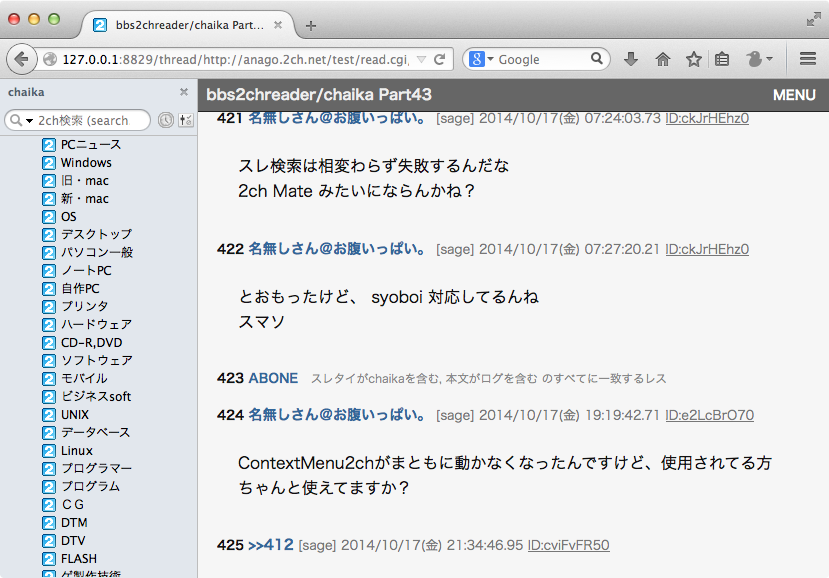 bbs2chreader/chaika Part...
127.0.0.1:8829/thread/http://anago.2ch.net/test/read.cgi,
Google
chaika
2ch検索 (search
PCニュース
Windows
旧・mac
新・mac
OS
デスクトップ
パソコン一般
ノートPC
自作PC
プリンタ
ハードウェア
CD-R,DVD
ソフトウェア
モバイル
ビジネスsoft
UNIX
データベース
Linux
プログラマー
プログラム
ＣＧ
DTM
DTV
FLASH
ゲ製作技術
bbs2chreader/chaika Part43 MENU
421 名無しさん＠お腹いっぱい。 [sage] 2014/10/17(金) 07:24:03.73 ID:ckJrHEhz0
スレ検索は相変わらず失敗するんだな
2ch Mate みたいにならんかね？
422 名無しさん＠お腹いっぱい。 [sage] 2014/10/17(金) 07:27:20.21 ID:ckJrHEhz0
とおもったけど、 syoboi 対応してるんね
スマソ
423 ABONE スレタイがchaikaを含む, 本文がログを含む のすべてに一致するレス
424 名無しさん＠お腹いっぱい。 [sage] 2014/10/17(金) 19:19:42.71 ID:e2LcBrO70
ContextMenu2chがまともに動かなくなったんですけど、使用されてる方
ちゃんと使えてますか？
425 >>412 [sage] 2014/10/17(金) 21:34:46.95 ID:cviFvFR50